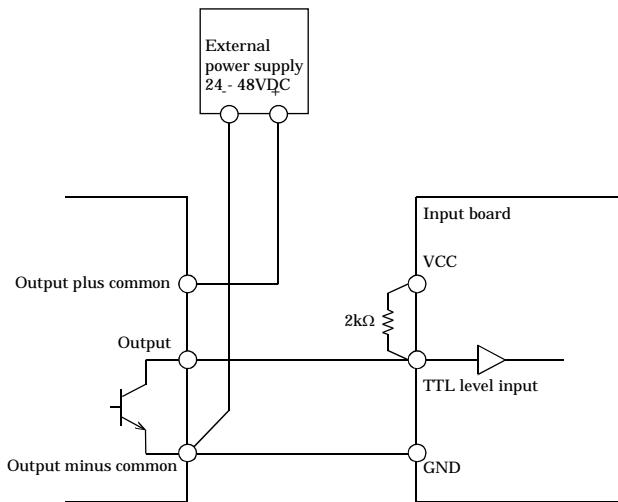 External
power supply
24 - 48VDC
- +
Input board
VCC
Output plus common
2kΩ
Output
TTL level input
Output minus common
GND